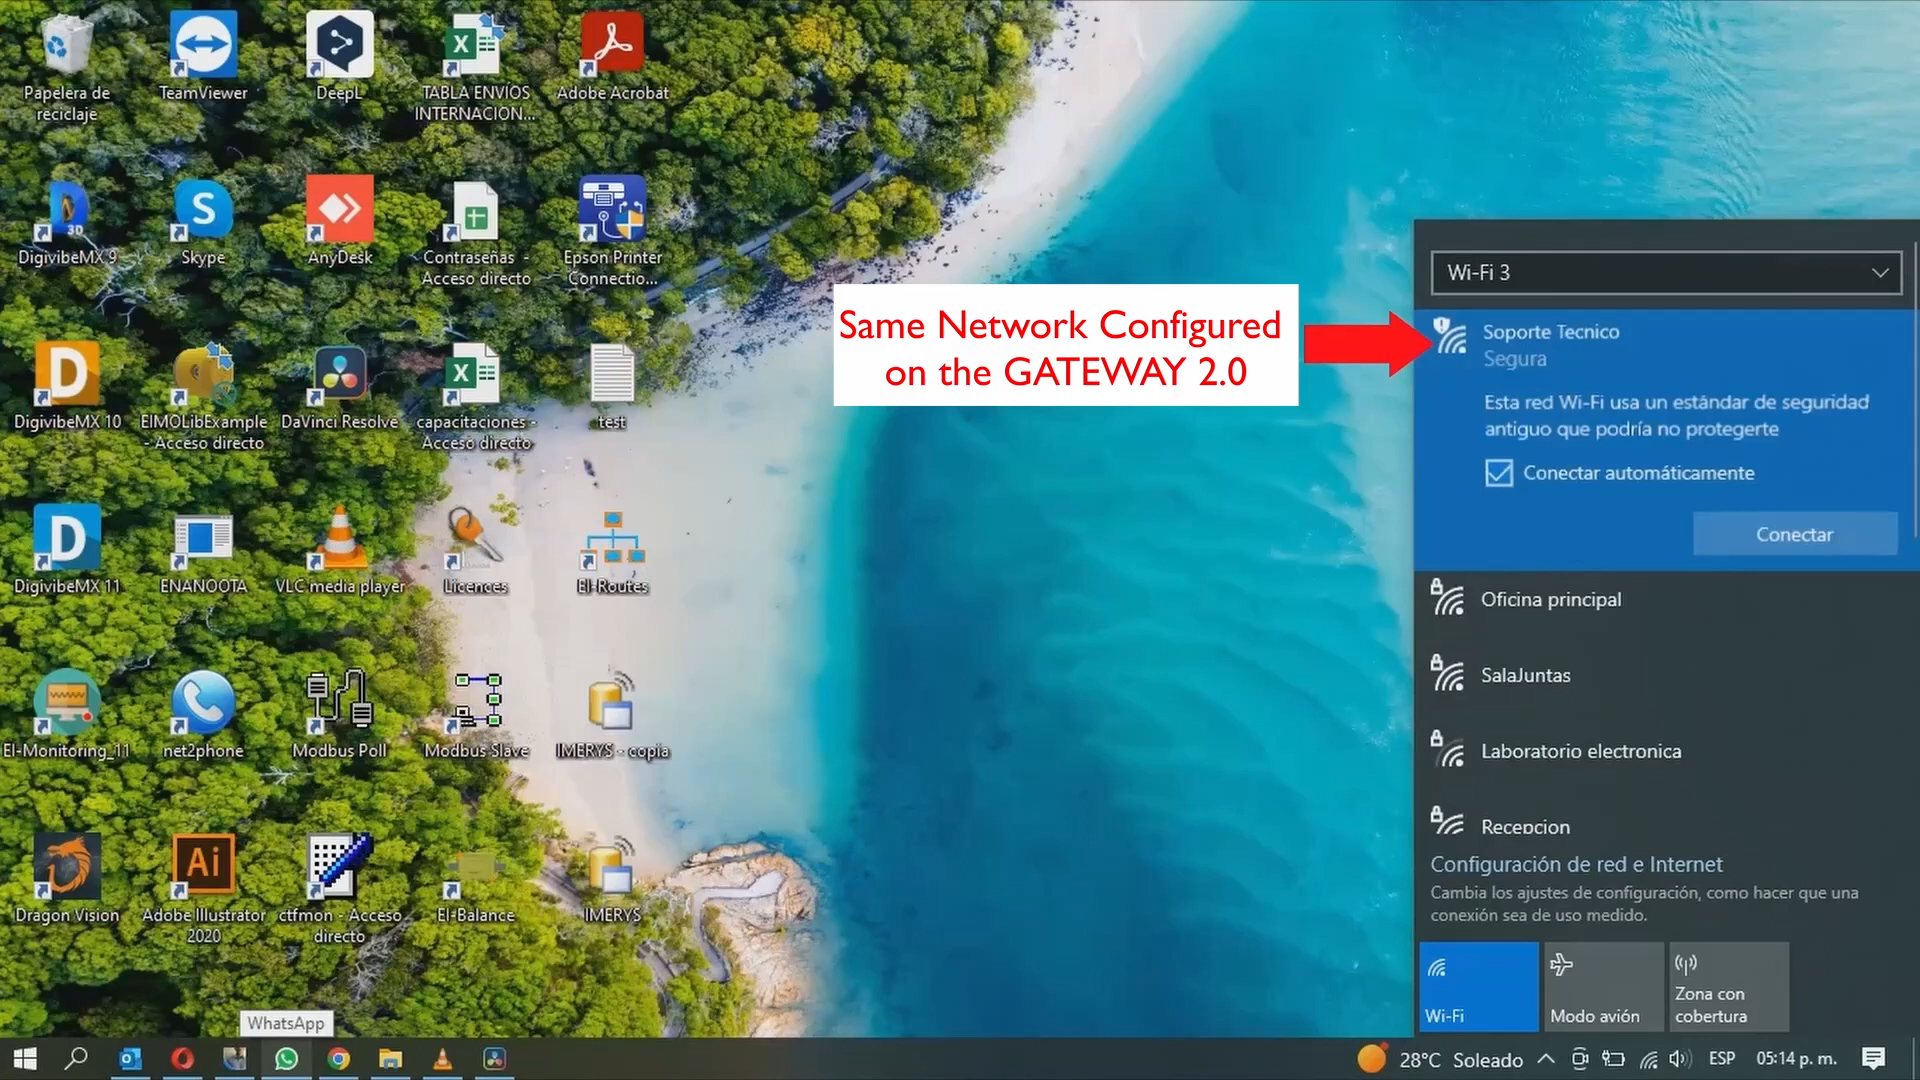 Papelera de
reciclaje
TeamViewer
DeepL
TABLA ENVIOS
INTERNACION...
Adobe Acrobat
3D
DigivibeMX 9
S
Skype
AnyDesk
Contraseñas -
Acceso directo
Epson Printer
Connectio...
D
DigivibeMX 10
EIMOLibExample
- Acceso directo
DaVinci Resolve
X
capacitaciones -
Acceso directo
test
D
DigivibeMX 11
ENANOOTA
VLC media player
Licences
EI-Routes
EI-Monitoring_11
net2phone
Modbus Poll
Modbus Slave
IMERYS - copia
Dragon Vision
Ai
Adobe Illustrator
2020
ctfmon - Acceso
directo
EI-Balance
IMERYS
Same Network Configured
on the GATEWAY 2.0
Wi-Fi 3
Soporte Tecnico
Segura
Esta red Wi-Fi usa un estándar de seguridad
antiguo que podría no protegerte
Conectar automáticamente
Conectar
Oficina principal
SalaJuntas
Laboratorio electronica
Recepcion
Configuración de red e Internet
Cambia los ajustes de configuración, como hacer que una
conexión sea de uso medido.
Wi-Fi
Modo avión
Zona con
cobertura
WhatsApp
28°C Soleado
ESP
05:14 p. m.